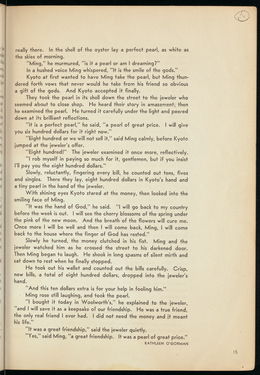 really there. In the shell of the oyster lay a perfect pearl, as white as
the skies of morning.
"Ming," he murmured, "is it a pearl or am I dreaming?"
In a hushed voice Ming whispered, "It is the smile of the gods."
Kyoto at first wanted to have Ming take the pearl, but Ming thun-
dered forth vows that never would he take from his friend so obvious
a gift of the gods. And Kyoto accepted it finally.
They took the pearl in its shell down the street to the jeweler who
seemed about to close shop. He heard their story in amazement; then
he examined the pearl. He turned it carefully under the light and peered
down at its brilliant reflections.
"It is a perfect pearl," he said, "a pearl of great price. I will give
you six hundred dollars for it right now."
"Eight hundred or we will not sell it," said Ming calmly, before Kyoto
jumped at the jeweler's offer.
"Eight hundred!" The jeweler examined it once more, reflectively.
"I rob myself in paying so much for it, gentlemen, but if you insist
I'll pay you the eight hundred dollars."
Slowly, reluctantly, fingering every bill, he counted out tens, fives
and singles. There they lay, eight hundred dollars in Kyoto's hand and
a tiny pearl in the hand of the jeweler.
With shining eyes Kyoto stared at the money, then looked into the
smiling face of Ming.
"It was the hand of God," he said. "I will go back to my country
before the week is out. I will see the cherry blossoms of the spring under
the pink of the new moon. And the breath of the flowers will cure me.
Once more I will be well and then I will come back, Ming, I will come
back to the house where the finger of God has rested."
Slowly he turned, the money clutched in his fist. Ming and the
jeweler watched him as he crossed the street to his darkened door.
Then Ming began to laugh. He shook in long spasms of silent mirth and
sat down to rest when he finally stopped.
He took out his wallet and counted out the bills carefully. Crisp,
new bills, a total of eight hundred dollars, dropped into the jeweler's
hand.
"And this ten dollars extra is for your help in fooling him."
Ming rose still laughing, and took the pearl.
"I bought it today in Woolworth's," he explained to the jeweler,
"and I will save it as a keepsake of our friendship. He was a true friend,
the only real friend I ever had. I did not need the money and it meant
his life."
"It was a great friendship," said the jeweler quietly.
"Yes," said Ming, "a great friendship. It was a pearl of great price."
KATHLEEN O'GORMAN
15